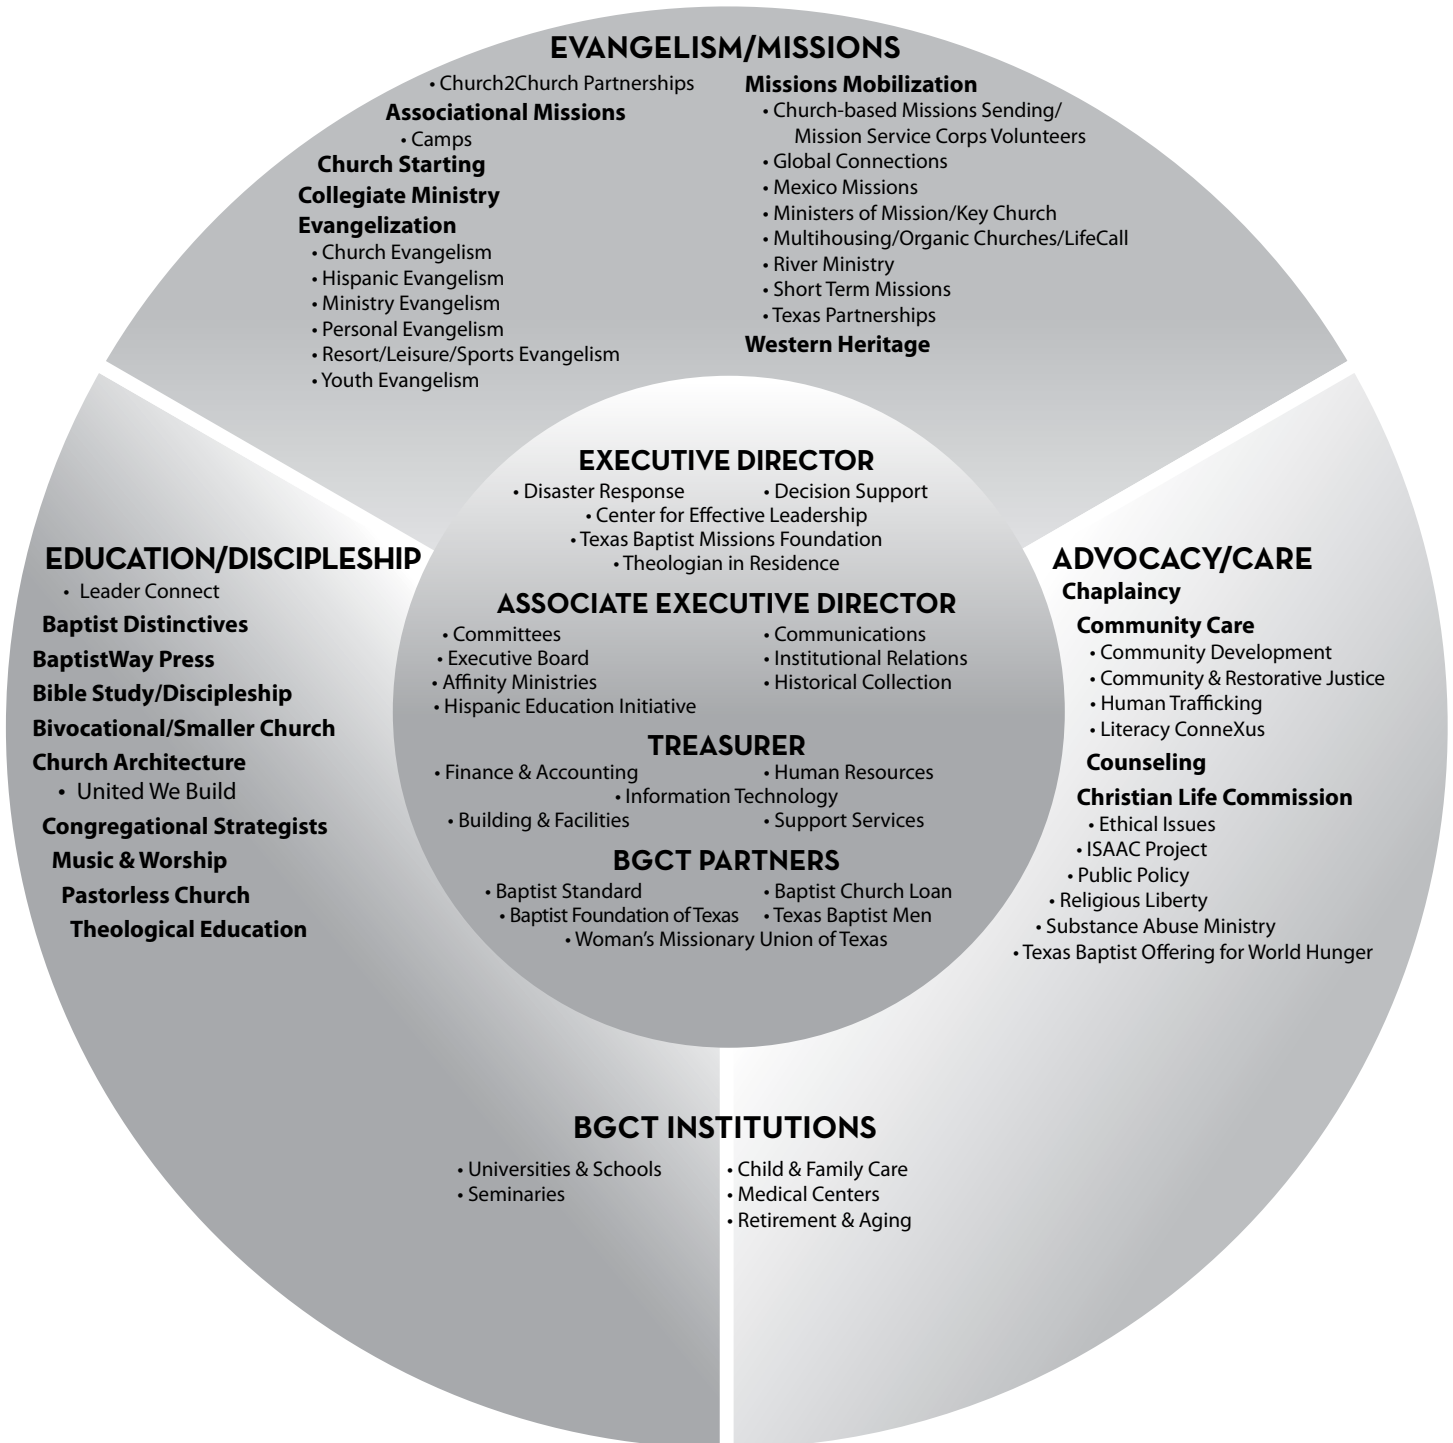 EVANGELISM/MISSIONS
• Church2Church Partnerships
Associational Missions
• Camps
Church Starting
Collegiate Ministry
Evangelization
• Church Evangelism
• Hispanic Evangelism
• Ministry Evangelism
• Personal Evangelism
• Resort/Leisure/Sports Evangelism
• Youth Evangelism
Missions Mobilization
• Church-based Missions Sending/
Mission Service Corps Volunteers
• Global Connections
• Mexico Missions
• Ministers of Mission/Key Church
• Multihousing/Organic Churches/LifeCall
• River Ministry
• Short Term Missions
• Texas Partnerships
Western Heritage
EXECUTIVE DIRECTOR
• Disaster Response • Decision Support
• Center for Effective Leadership
• Texas Baptist Missions Foundation
• Theologian in Residence
ASSOCIATE EXECUTIVE DIRECTOR
• Committees • Communications
• Executive Board • Institutional Relations
• Affinity Ministries • Historical Collection
• Hispanic Education Initiative
TREASURER
• Finance & Accounting • Human Resources
• Information Technology
• Building & Facilities • Support Services
BGCT PARTNERS
• Baptist Standard • Baptist Church Loan
• Baptist Foundation of Texas • Texas Baptist Men
• Woman's Missionary Union of Texas
EDUCATION/DISCIPLESHIP
• Leader Connect
Baptist Distinctives
BaptistWay Press
Bible Study/Discipleship
Bivocational/Smaller Church
Church Architecture
• United We Build
Congregational Strategists
Music & Worship
Pastorless Church
Theological Education
ADVOCACY/CARE
Chaplaincy
Community Care
• Community Development
• Community & Restorative Justice
• Human Trafficking
• Literacy ConneXus
Counseling
Christian Life Commission
• Ethical Issues
• ISAAC Project
• Public Policy
• Religious Liberty
• Substance Abuse Ministry
• Texas Baptist Offering for World Hunger
BGCT INSTITUTIONS
• Universities & Schools
• Seminaries
• Child & Family Care
• Medical Centers
• Retirement & Aging